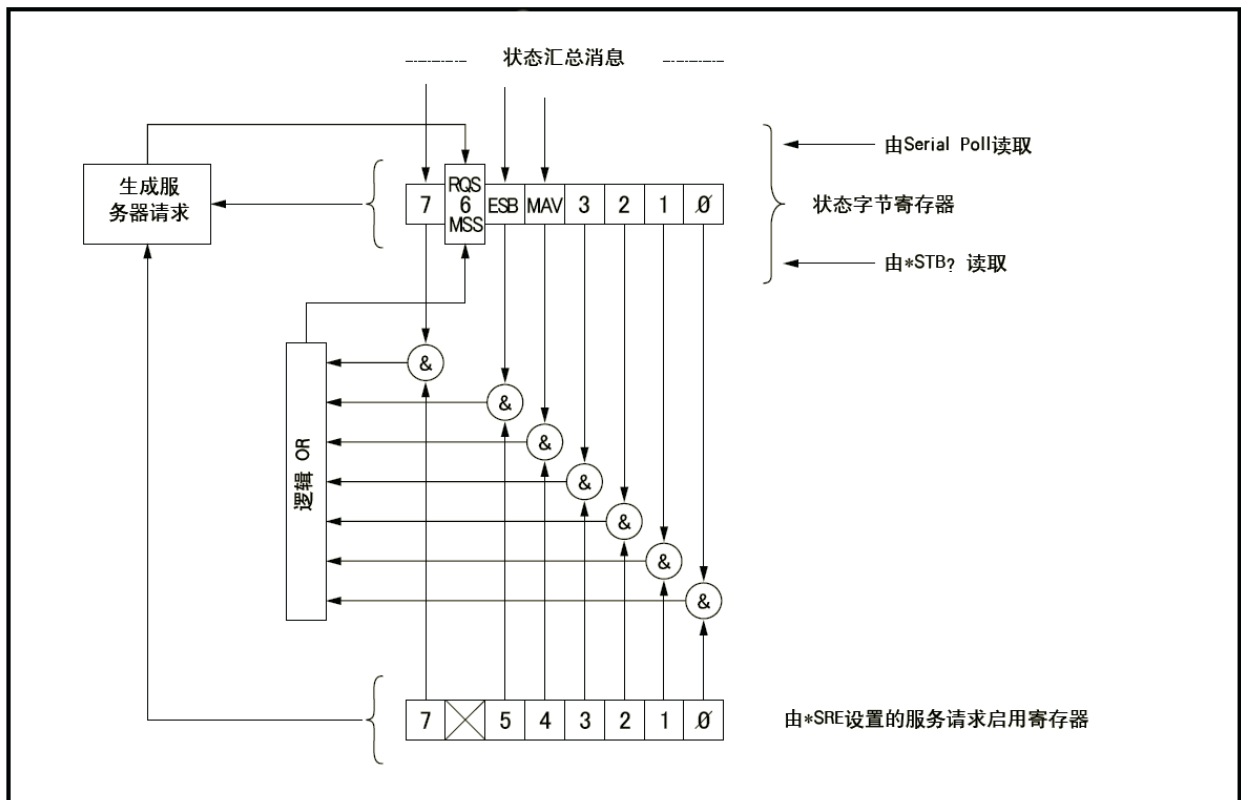 状态汇总消息
由Serial Poll读取
生成服
务器请求
7 RQS 6 MSS ESB MAV 3 2 1 0
状态字节寄存器
由*STB? 读取
&
&
&
&
&
&
&
逻辑 OR
7 5 4 3 2 1 0
由*SRE设置的服务请求启用寄存器